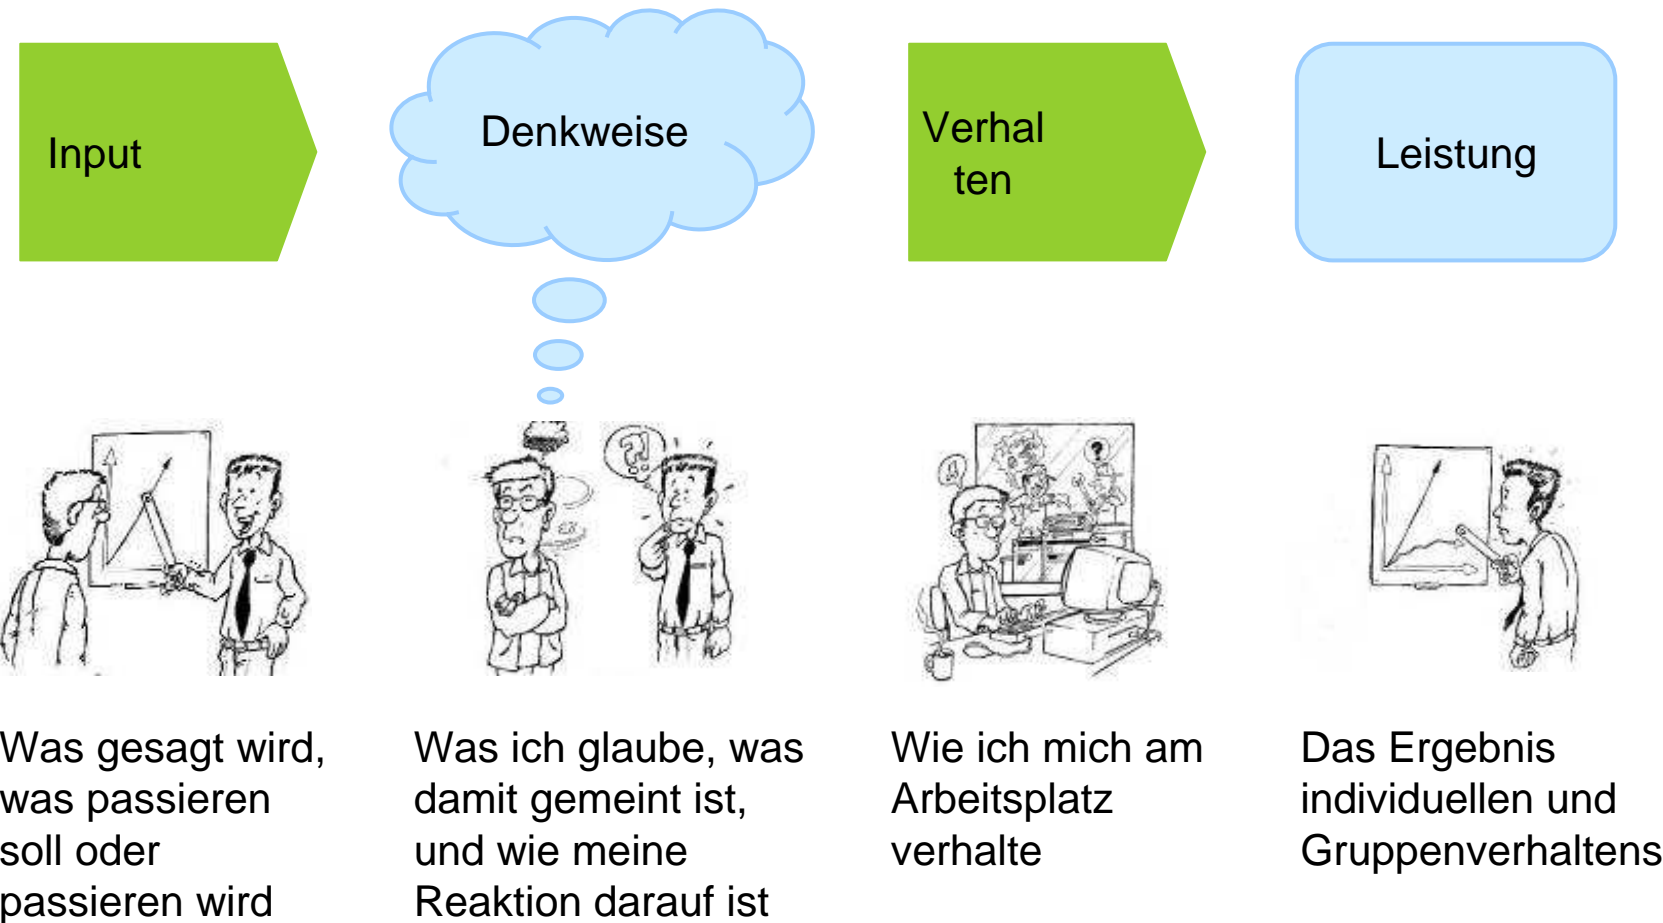 Input
Denkweise
Verhal
ten
Leistung
?!
?
Was gesagt wird,
was passieren
soll oder
passieren wird
Was ich glaube, was
damit gemeint ist,
und wie meine
Reaktion darauf ist
Wie ich mich am
Arbeitsplatz
verhalte
Das Ergebnis
individuellen und
Gruppenverhaltens